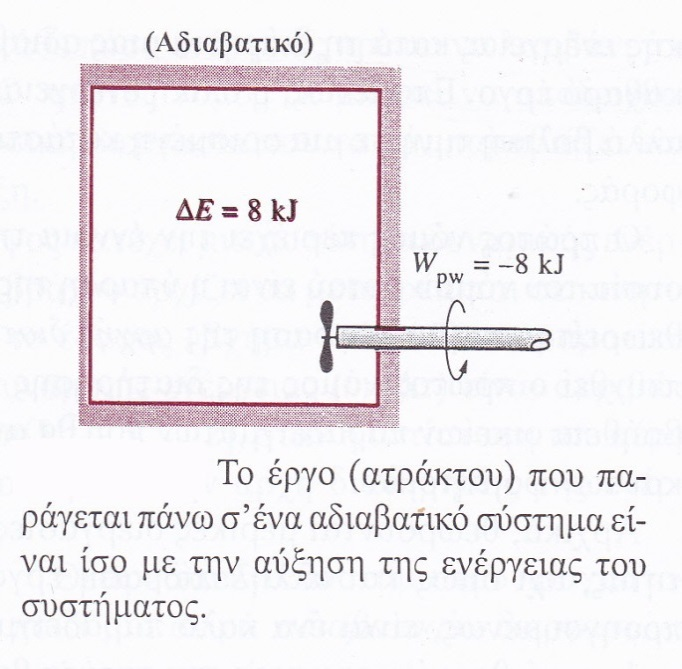 (Αδιαβατικό)
ΔE = 8 kJ
W_pw = –8 kJ
Το έργο (ατράκτου) που πα-
ράγεται πάνω σ’ένα αδιαβατικό σύστημα εί-
ναι ίσο με την αύξηση της ενέργειας του
συστήματος.